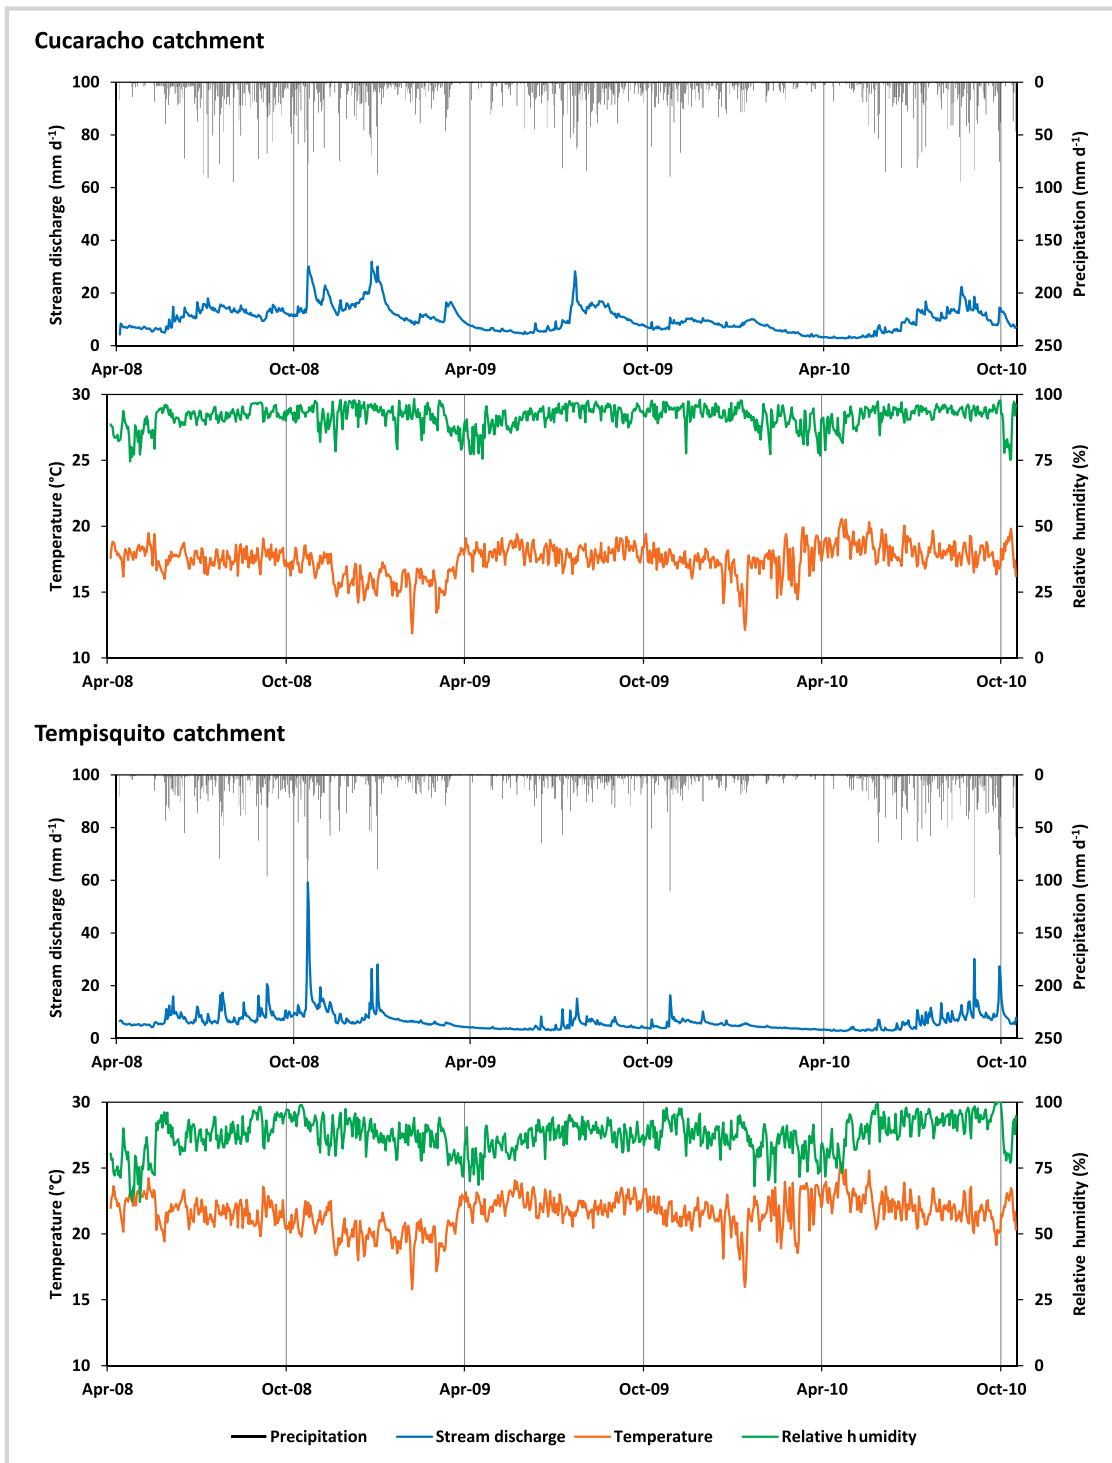 Cucaracho catchment
Stream discharge (mm d-1)
100
80
60
40
20
0
0
50
100
150
200
250
Precipitation (mm d-1)
Apr-08 Oct-08 Apr-09 Oct-09 Apr-10 Oct-10
Temperature (°C)
30
25
20
15
10
100
75
50
25
0
Relative humidity (%)
Apr-08 Oct-08 Apr-09 Oct-09 Apr-10 Oct-10
Tempisquito catchment
Stream discharge (mm d-1)
100
80
60
40
20
0
0
50
100
150
200
250
Precipitation (mm d-1)
Apr-08 Oct-08 Apr-09 Oct-09 Apr-10 Oct-10
Temperature (°C)
30
25
20
15
10
100
75
50
25
0
Relative humidity (%)
Apr-08 Oct-08 Apr-09 Oct-09 Apr-10 Oct-10
Precipitation Stream discharge Temperature Relative humidity